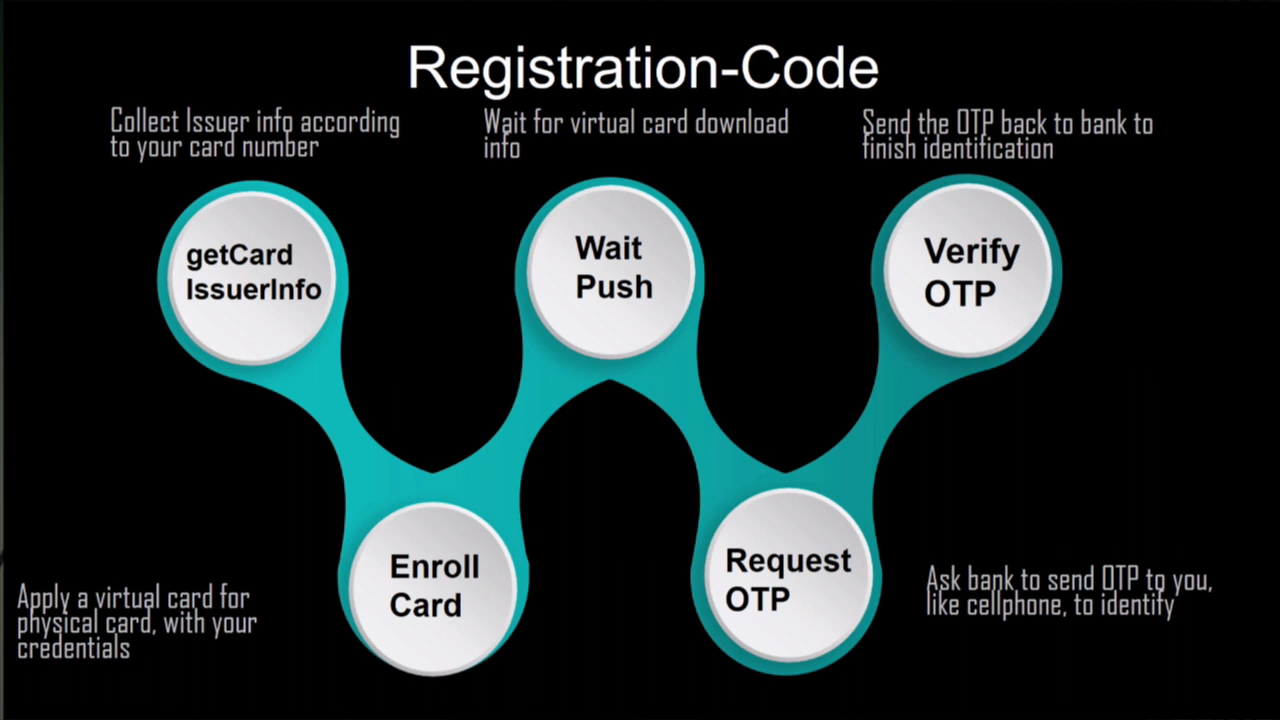 Registration-Code
Collect Issuer info according
to your card number
Wait for virtual card download
info
Send the OTP back to bank to
finish identification
getCard
IssuerInfo
Wait
Push
Verify
OTP
Enroll
Card
Request
OTP
Apply a virtual card for
physical card, with your
credentials
Ask bank to send OTP to you,
like cellphone, to identify